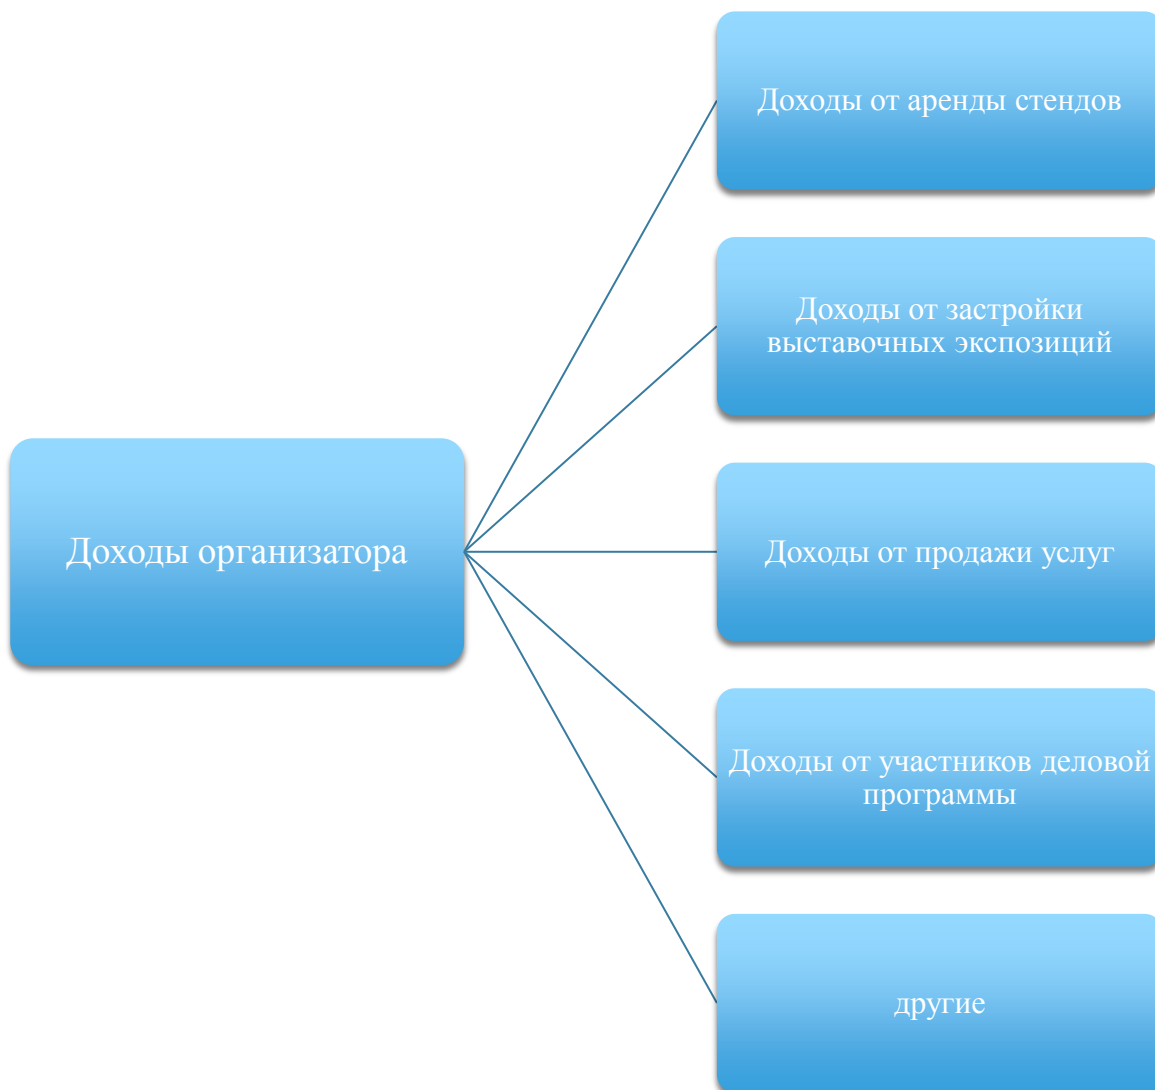 Доходы от аренды стендов
Доходы от застройки
выставочных экспозиций
Доходы организатора
Доходы от продажи услуг
Доходы от участников деловой
программы
другие